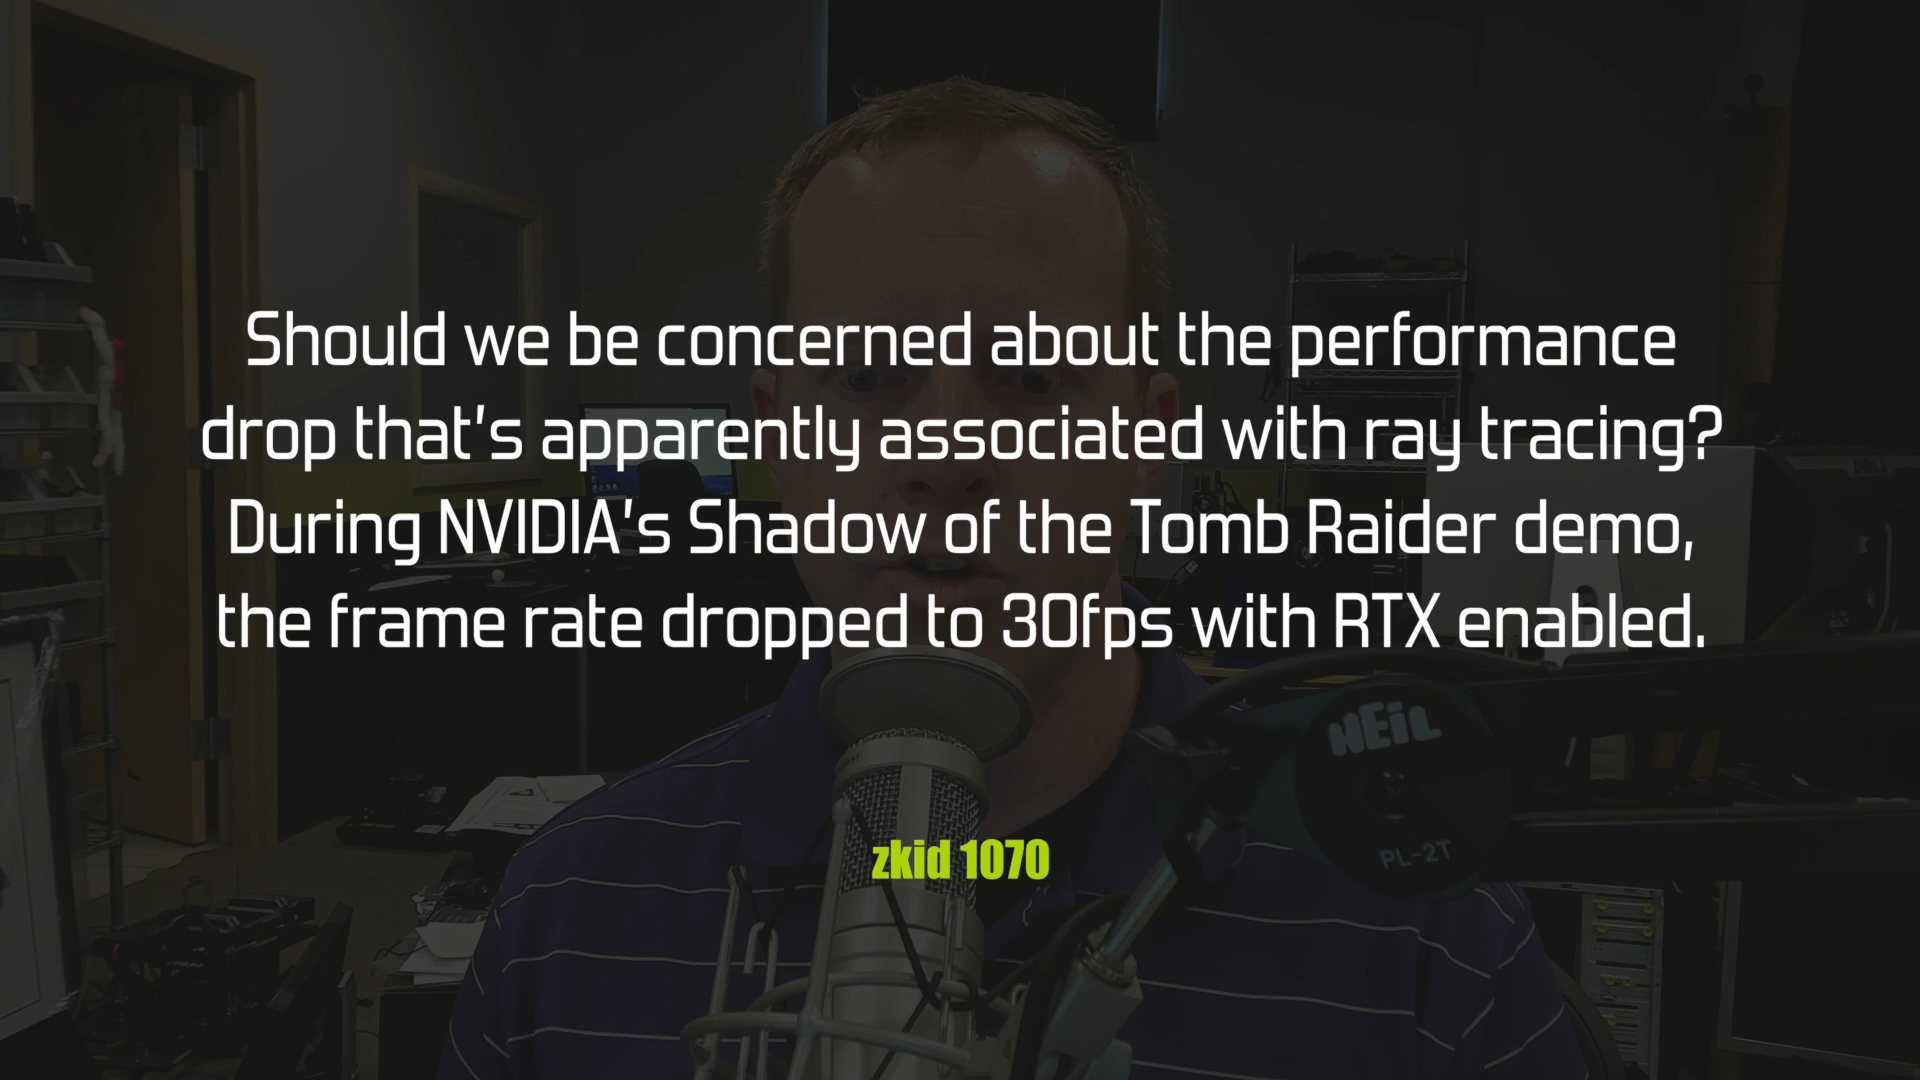 Should we be concerned about the performance
drop that's apparently associated with ray tracing?
During NVIDIA's Shadow of the Tomb Raider demo,
the frame rate dropped to 30fps with RTX enabled.
HEiL
PL-2T
zkid 1070